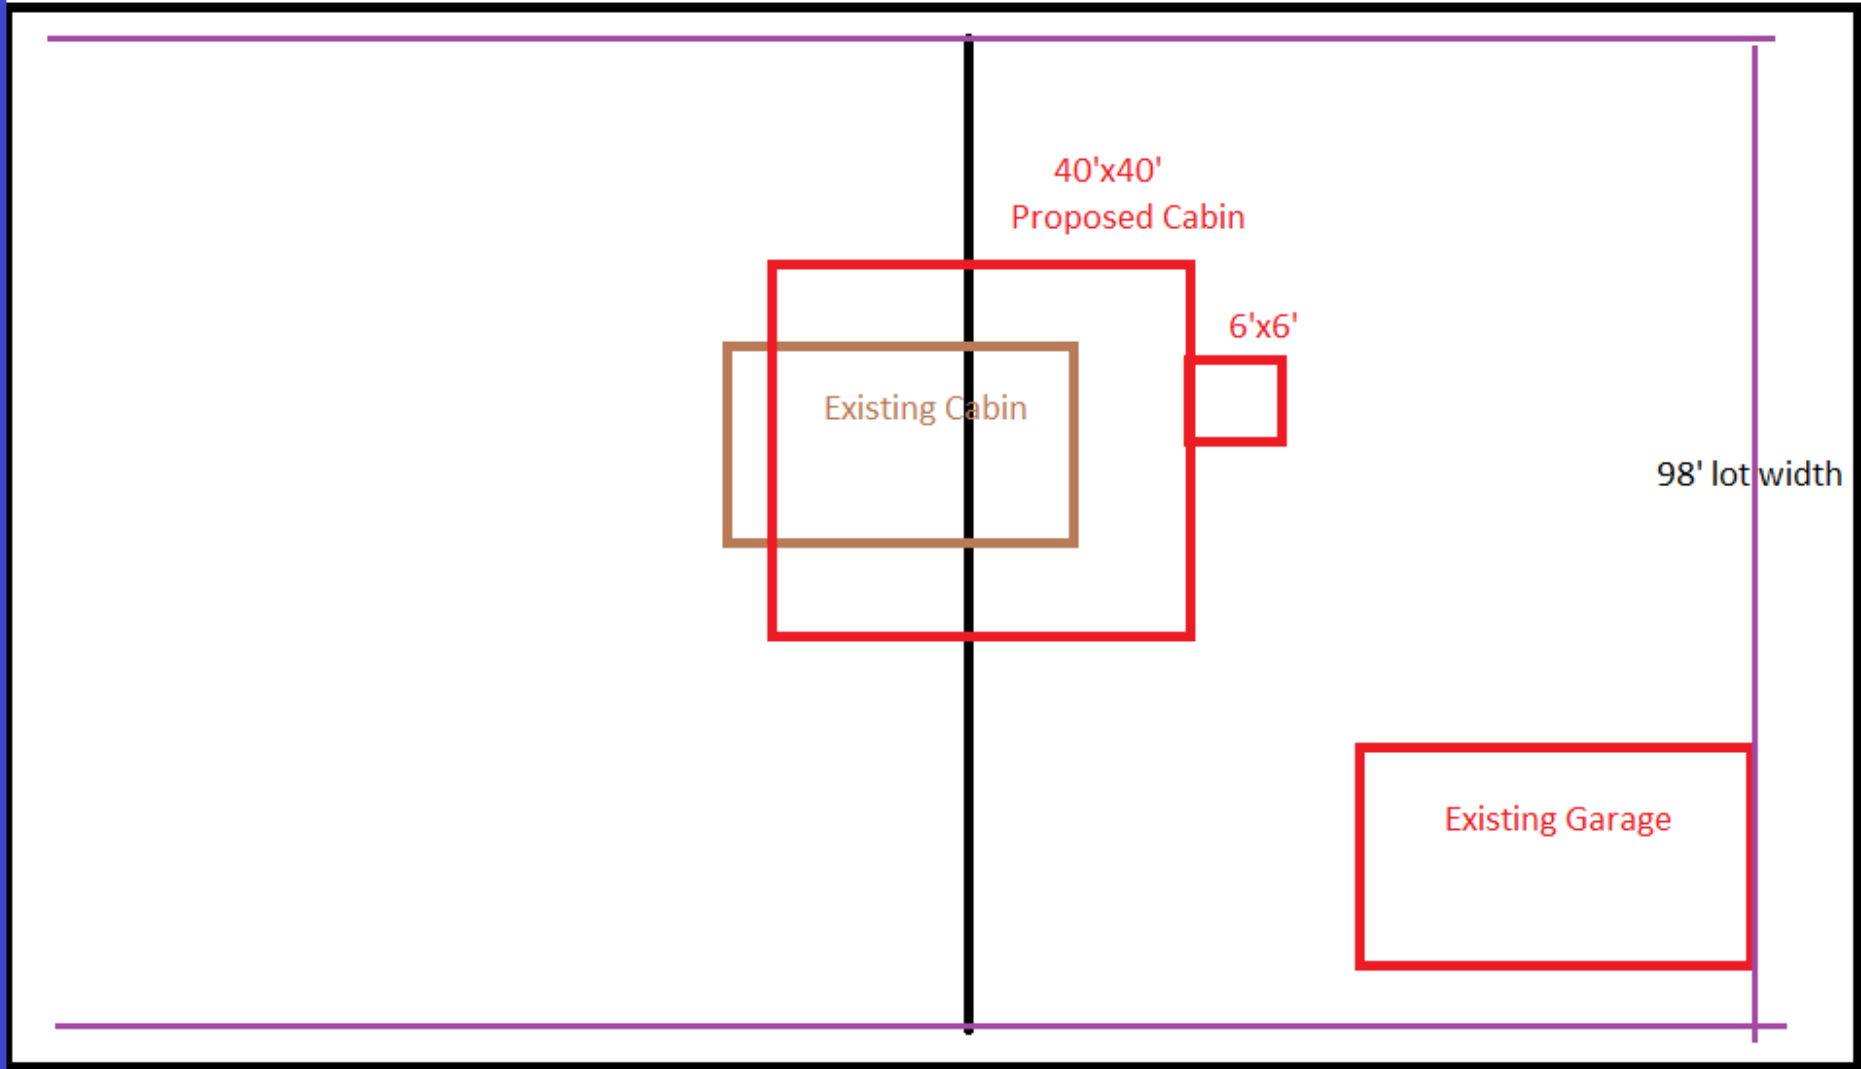 40'x40'
Proposed Cabin
6'x6'
Existing Cabin
98' lot width
Existing Garage